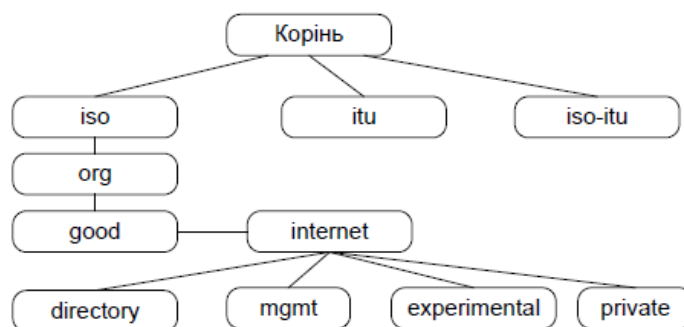 Корінь
iso itu iso-itu
org
good internet
directory mgmt experimental private